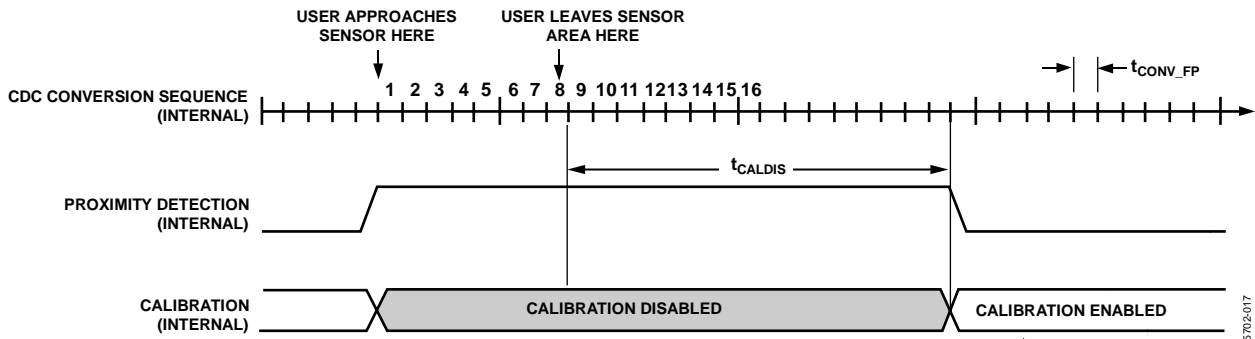 USER APPROACHES
SENSOR HERE
USER LEAVES SENSOR
AREA HERE
tCONV_FP
CDC CONVERSION SEQUENCE
(INTERNAL)
1 2 3 4 5 6 7 8 9 10 11 12 13 14 15 16
tCALDIS
PROXIMITY DETECTION
(INTERNAL)
CALIBRATION
(INTERNAL)
CALIBRATION DISABLED
CALIBRATION ENABLED
5702-017